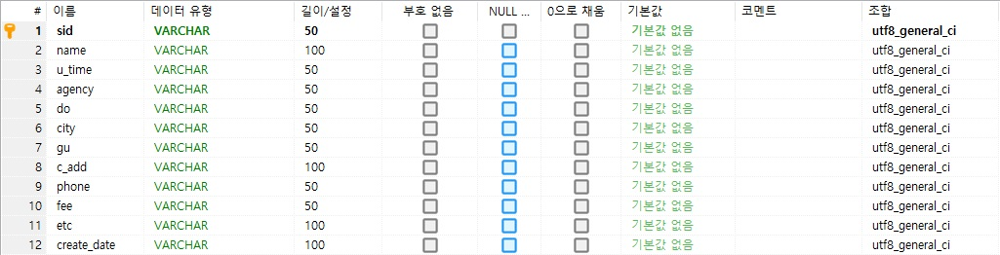 # 이름 데이터 유형 길이/설정 부호 없음 NULL ... 0으로 채움 기본값 코멘트 조합
1 sid VARCHAR 50 기본값 없음 utf8_general_ci
2 name VARCHAR 100 기본값 없음 utf8_general_ci
3 u_time VARCHAR 50 기본값 없음 utf8_general_ci
4 agency VARCHAR 50 기본값 없음 utf8_general_ci
5 do VARCHAR 50 기본값 없음 utf8_general_ci
6 city VARCHAR 50 기본값 없음 utf8_general_ci
7 gu VARCHAR 50 기본값 없음 utf8_general_ci
8 c_add VARCHAR 100 기본값 없음 utf8_general_ci
9 phone VARCHAR 50 기본값 없음 utf8_general_ci
10 fee VARCHAR 50 기본값 없음 utf8_general_ci
11 etc VARCHAR 100 기본값 없음 utf8_general_ci
12 create_date VARCHAR 100 기본값 없음 utf8_general_ci